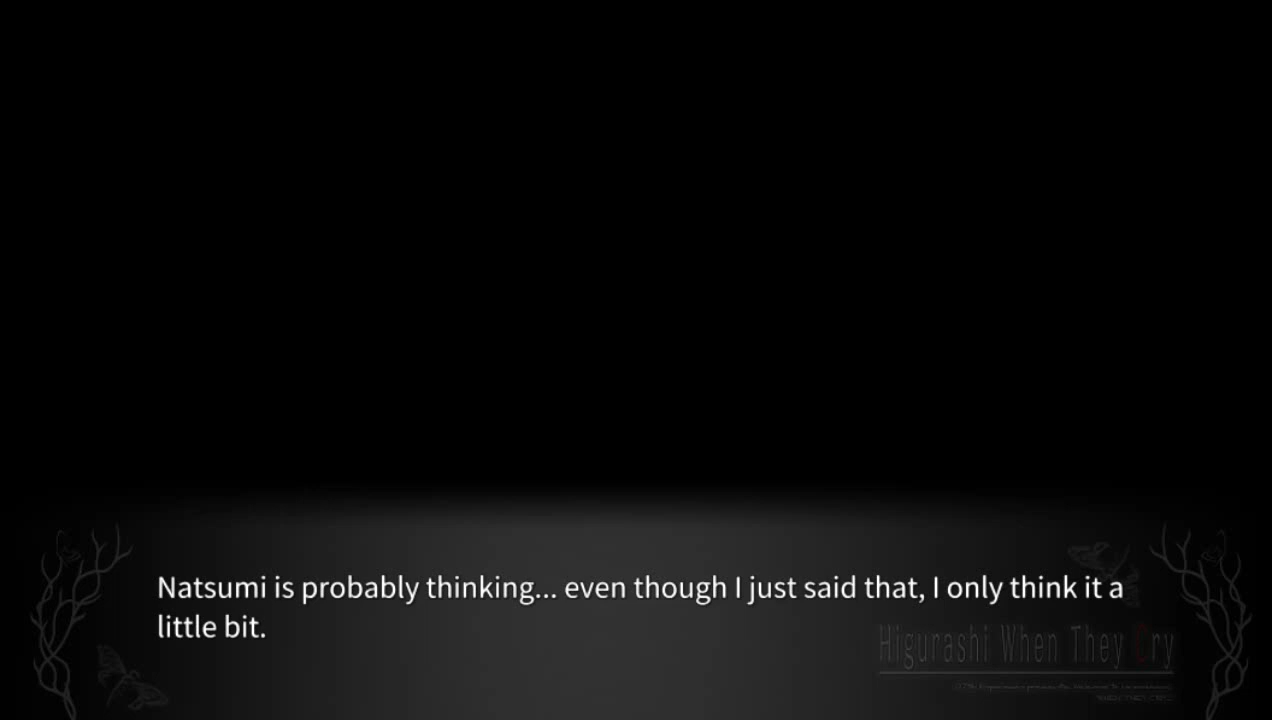 Natsumi is probably thinking... even though I just said that, I only think it a
little bit.
Higurashi When They Cry